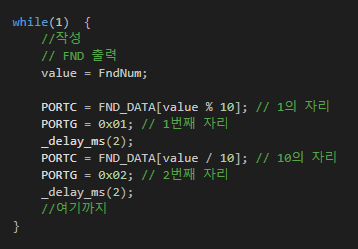 while(1)  {
//작성
// FND 출력
value = FndNum;
PORTC = FND_DATA[value % 10]; // 1의 자리
PORTG = 0x01; // 1번째 자리
_delay_ms(2);
PORTC = FND_DATA[value / 10]; // 10의 자리
PORTG = 0x02; // 2번째 자리
_delay_ms(2);
//여기까지
}